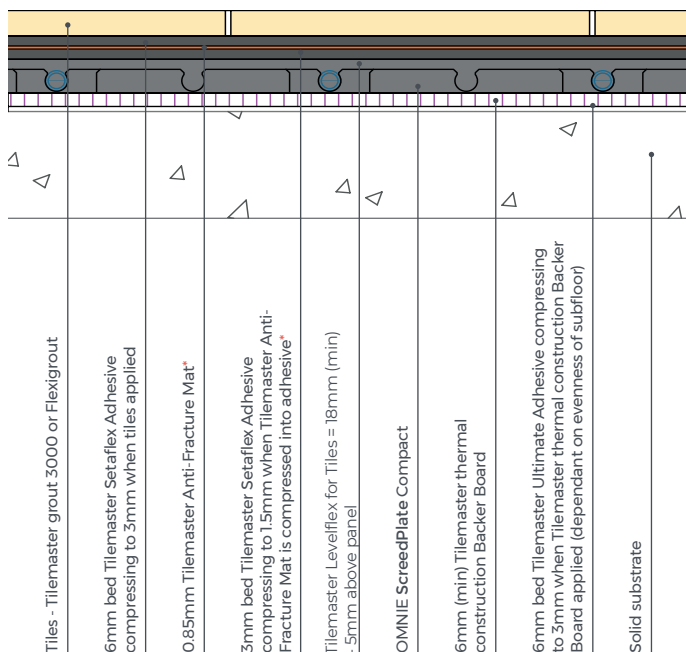 Tiles - Tilemaster grout 3000 or Flexigrout
6mm bed Tilemaster Setaflex Adhesive
compressing to 3mm when tiles applied
0.85mm Tilemaster Anti-Fracture Mat*
3mm bed Tilemaster Setaflex Adhesive
compressing to 1.5mm when Tilemaster Anti-
Fracture Mat is compressed into adhesive*
Tilemaster Levelflex for Tiles = 18mm (min)
- 5mm above panel
OMNIE ScreedPlate Compact
6mm (min) Tilemaster thermal
construction Backer Board
6mm bed Tilemaster Ultimate Adhesive compressing
to 3mm when Tilemaster thermal construction Backer
Board applied (dependant on evenness of subfloor)
Solid substrate